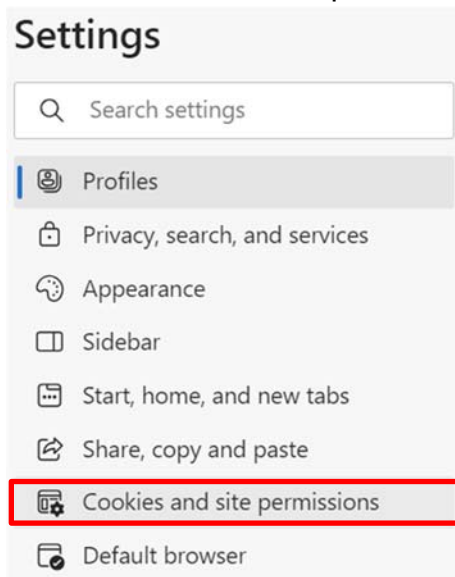 Settings
Search settings
Profiles
Privacy, search, and services
Appearance
Sidebar
Start, home, and new tabs
Share, copy and paste
Cookies and site permissions
Default browser